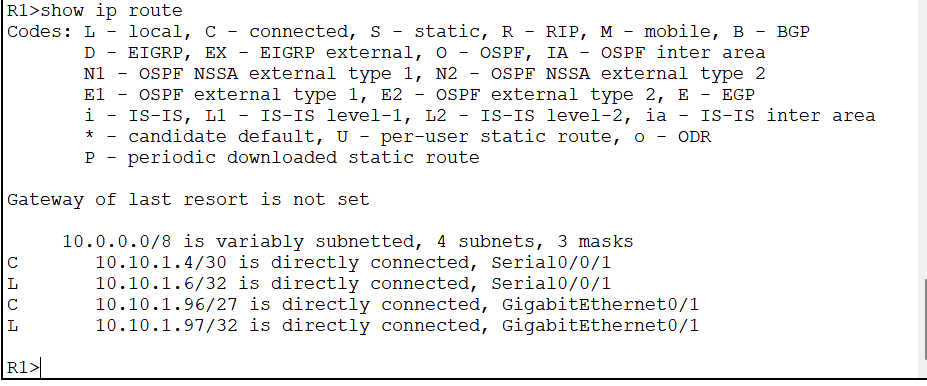 R1>show ip route
Codes: L - local, C - connected, S - static, R - RIP, M - mobile, B - BGP
       D - EIGRP, EX - EIGRP external, O - OSPF, IA - OSPF inter area
       N1 - OSPF NSSA external type 1, N2 - OSPF NSSA external type 2
       E1 - OSPF external type 1, E2 - OSPF external type 2, E - EGP
       i - IS-IS, L1 - IS-IS level-1, L2 - IS-IS level-2, ia - IS-IS inter area
       * - candidate default, U - per-user static route, o - ODR
       P - periodic downloaded static route

Gateway of last resort is not set

     10.0.0.0/8 is variably subnetted, 4 subnets, 3 masks
C       10.10.1.4/30 is directly connected, Serial0/0/1
L       10.10.1.6/32 is directly connected, Serial0/0/1
C       10.10.1.96/27 is directly connected, GigabitEthernet0/1
L       10.10.1.97/32 is directly connected, GigabitEthernet0/1

R1>